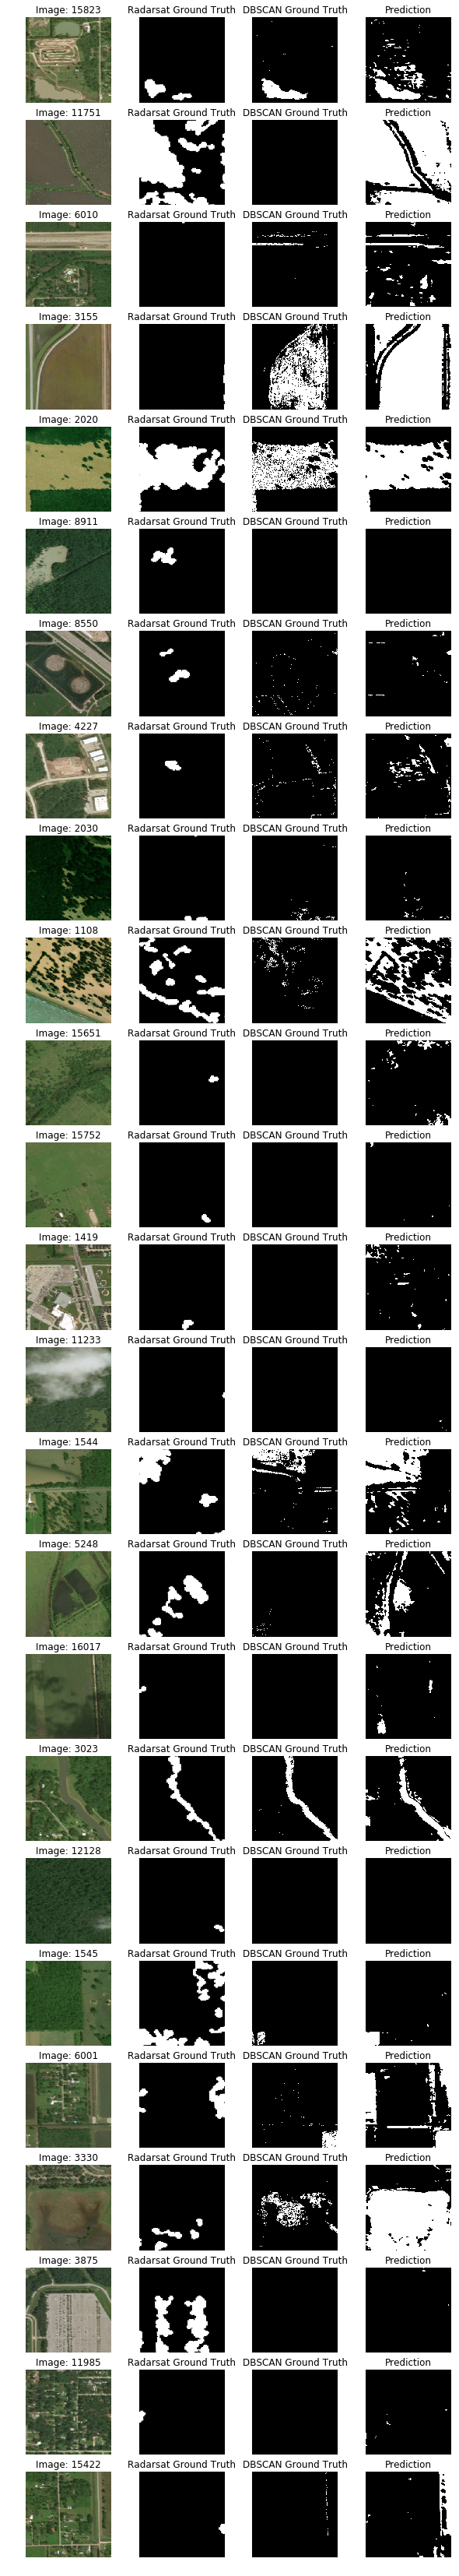 Image: 15823 Radarsat Ground Truth DBSCAN Ground Truth Prediction
Image: 11751 Radarsat Ground Truth DBSCAN Ground Truth Prediction
Image: 6010 Radarsat Ground Truth DBSCAN Ground Truth Prediction
Image: 3155 Radarsat Ground Truth DBSCAN Ground Truth Prediction
Image: 2020 Radarsat Ground Truth DBSCAN Ground Truth Prediction
Image: 8911 Radarsat Ground Truth DBSCAN Ground Truth Prediction
Image: 8550 Radarsat Ground Truth DBSCAN Ground Truth Prediction
Image: 4227 Radarsat Ground Truth DBSCAN Ground Truth Prediction
Image: 2030 Radarsat Ground Truth DBSCAN Ground Truth Prediction
Image: 1108 Radarsat Ground Truth DBSCAN Ground Truth Prediction
Image: 15651 Radarsat Ground Truth DBSCAN Ground Truth Prediction
Image: 15752 Radarsat Ground Truth DBSCAN Ground Truth Prediction
Image: 1419 Radarsat Ground Truth DBSCAN Ground Truth Prediction
Image: 11233 Radarsat Ground Truth DBSCAN Ground Truth Prediction
Image: 1544 Radarsat Ground Truth DBSCAN Ground Truth Prediction
Image: 5248 Radarsat Ground Truth DBSCAN Ground Truth Prediction
Image: 16017 Radarsat Ground Truth DBSCAN Ground Truth Prediction
Image: 3023 Radarsat Ground Truth DBSCAN Ground Truth Prediction
Image: 12128 Radarsat Ground Truth DBSCAN Ground Truth Prediction
Image: 1545 Radarsat Ground Truth DBSCAN Ground Truth Prediction
Image: 6001 Radarsat Ground Truth DBSCAN Ground Truth Prediction
Image: 3330 Radarsat Ground Truth DBSCAN Ground Truth Prediction
Image: 3875 Radarsat Ground Truth DBSCAN Ground Truth Prediction
Image: 11985 Radarsat Ground Truth DBSCAN Ground Truth Prediction
Image: 15422 Radarsat Ground Truth DBSCAN Ground Truth Prediction